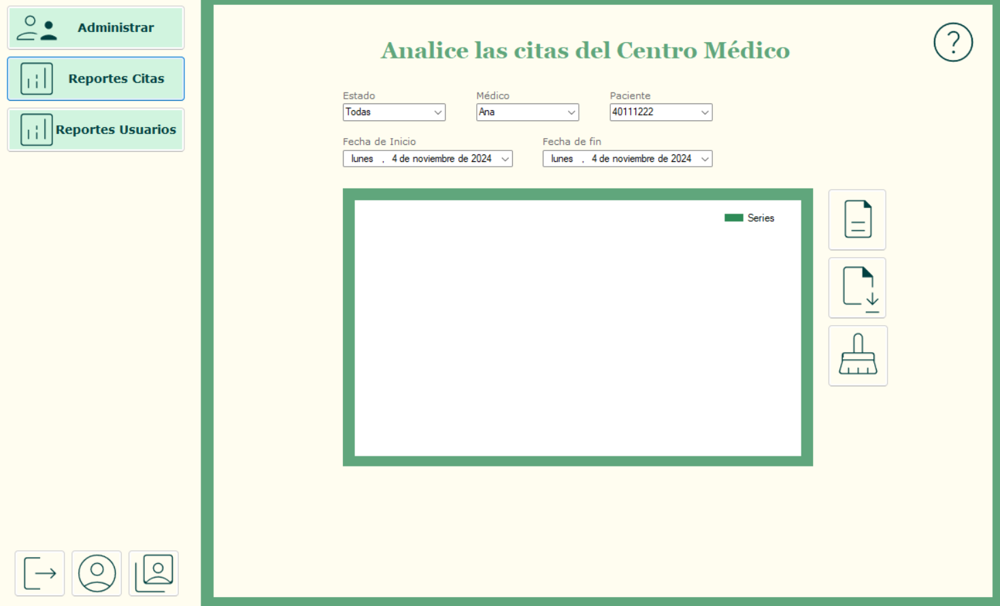 Administrar
Reportes Citas
Reportes Usuarios
Analice las citas del Centro Médico
?
Estado
Médico
Paciente
Todas
Ana
40111222
Fecha de Inicio
Fecha de fin
lunes , 4 de noviembre de 2024
lunes , 4 de noviembre de 2024
Series